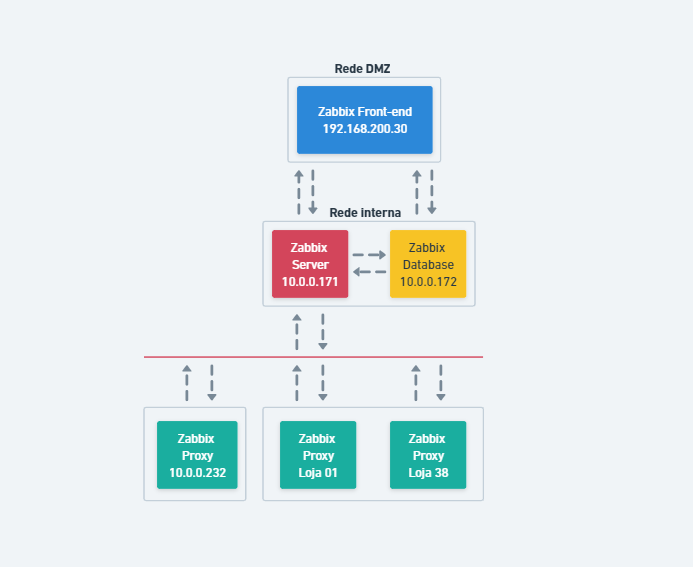 Rede DMZ
Zabbix Front-end
192.168.200.30
Rede interna
Zabbix
Server
10.0.0.171
Zabbix
Database
10.0.0.172
Zabbix
Proxy
10.0.0.232
Zabbix
Proxy
Loja 01
Zabbix
Proxy
Loja 38